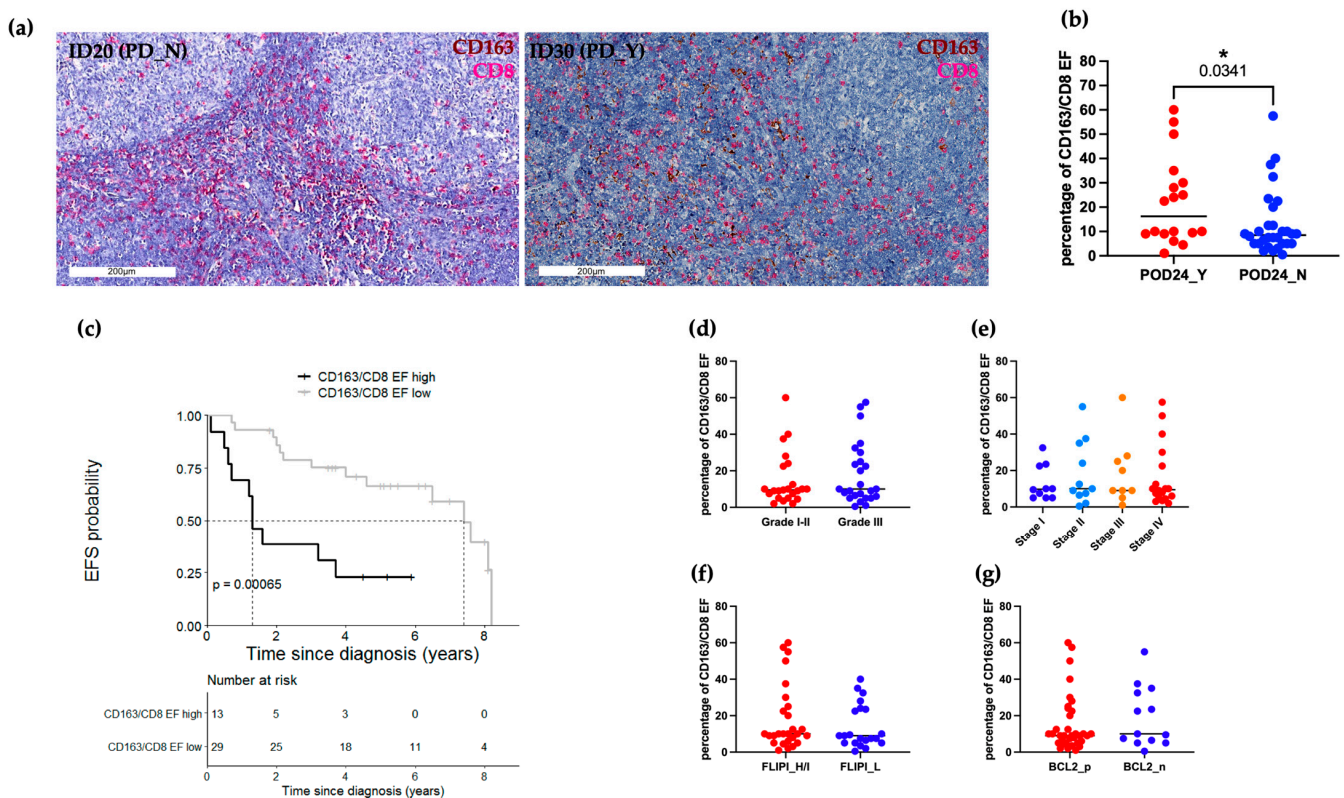 (a)
ID20 (PD_N)
CD163
CD8
200µm
ID30 (PD_Y)
CD163
CD8
200µm
(b)
*
0.0341
percentage of CD163/CD8 EF
80
70
60
50
40
30
20
10
0
POD24_Y
POD24_N
(c)
CD163/CD8 EF high
CD163/CD8 EF low
EFS probability
1.00
0.75
0.50
0.25
0.00
p = 0.00065
0 2 4 6 8
Time since diagnosis (years)
Number at risk
CD163/CD8 EF high 13 5 3 0 0
CD163/CD8 EF low 29 25 18 11 4
0 2 4 6 8
Time since diagnosis (years)
(d)
percentage of CD163/CD8 EF
80
60
40
20
0
Grade I-II
Grade III
(e)
percentage of CD163/CD8 EF
80
60
40
20
0
Stage I
Stage II
Stage III
Stage IV
(f)
percentage of CD163/CD8 EF
80
60
40
20
0
FLIPI_H/I
FLIPI_L
(g)
percentage of CD163/CD8 EF
80
60
40
20
0
BCL2_p
BCL2_n